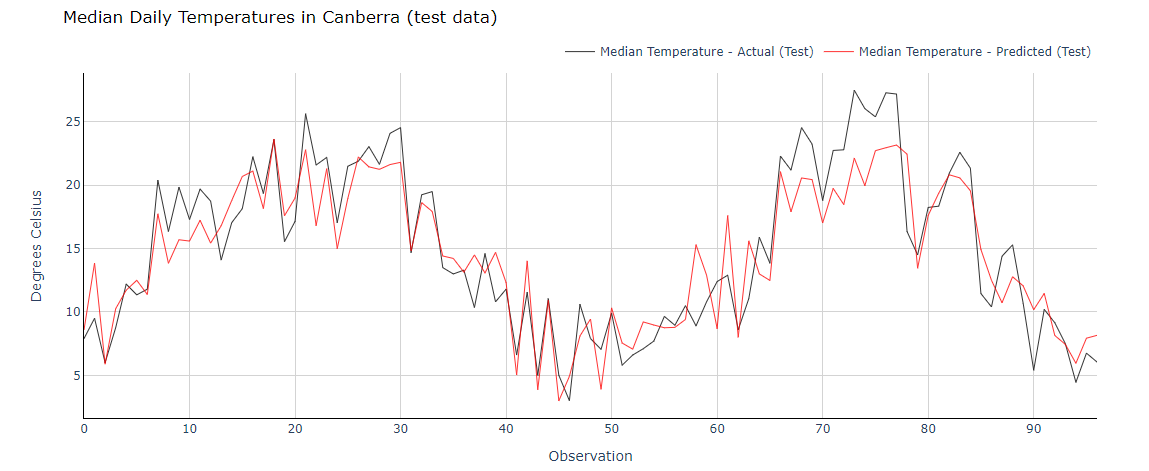 Median Daily Temperatures in Canberra (test data)
Median Temperature - Actual (Test) Median Temperature - Predicted (Test)
Degrees Celsius
25
20
15
10
5
0 10 20 30 40 50 60 70 80 90
Observation